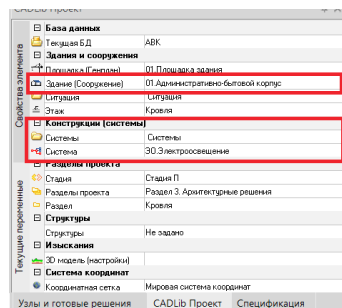 CADLib Проект
База данных
Текущая БД АВК
Здания и сооружения
Площадка (Генплан) 01.Площадка здания
Здание (Сооружение) 01.Административно-бытовой корпус
Ситуация Ситуация
Этаж Кровля
Конструкции (системы)
Системы Системы
Система ЭО.Электроосвещение
Разделы проекта
Стадия Стадия П
Разделы проекта Раздел 3. Архитектурные решения
Раздел Кровля
Структуры
Структуры Не задано
Изыскания
3D модель (настройки)
Система координат
Координатная сетка Мировая система координат
Свойства элемента
Текущие переменные
Узлы и готовые решения CADLib Проект Спецификация